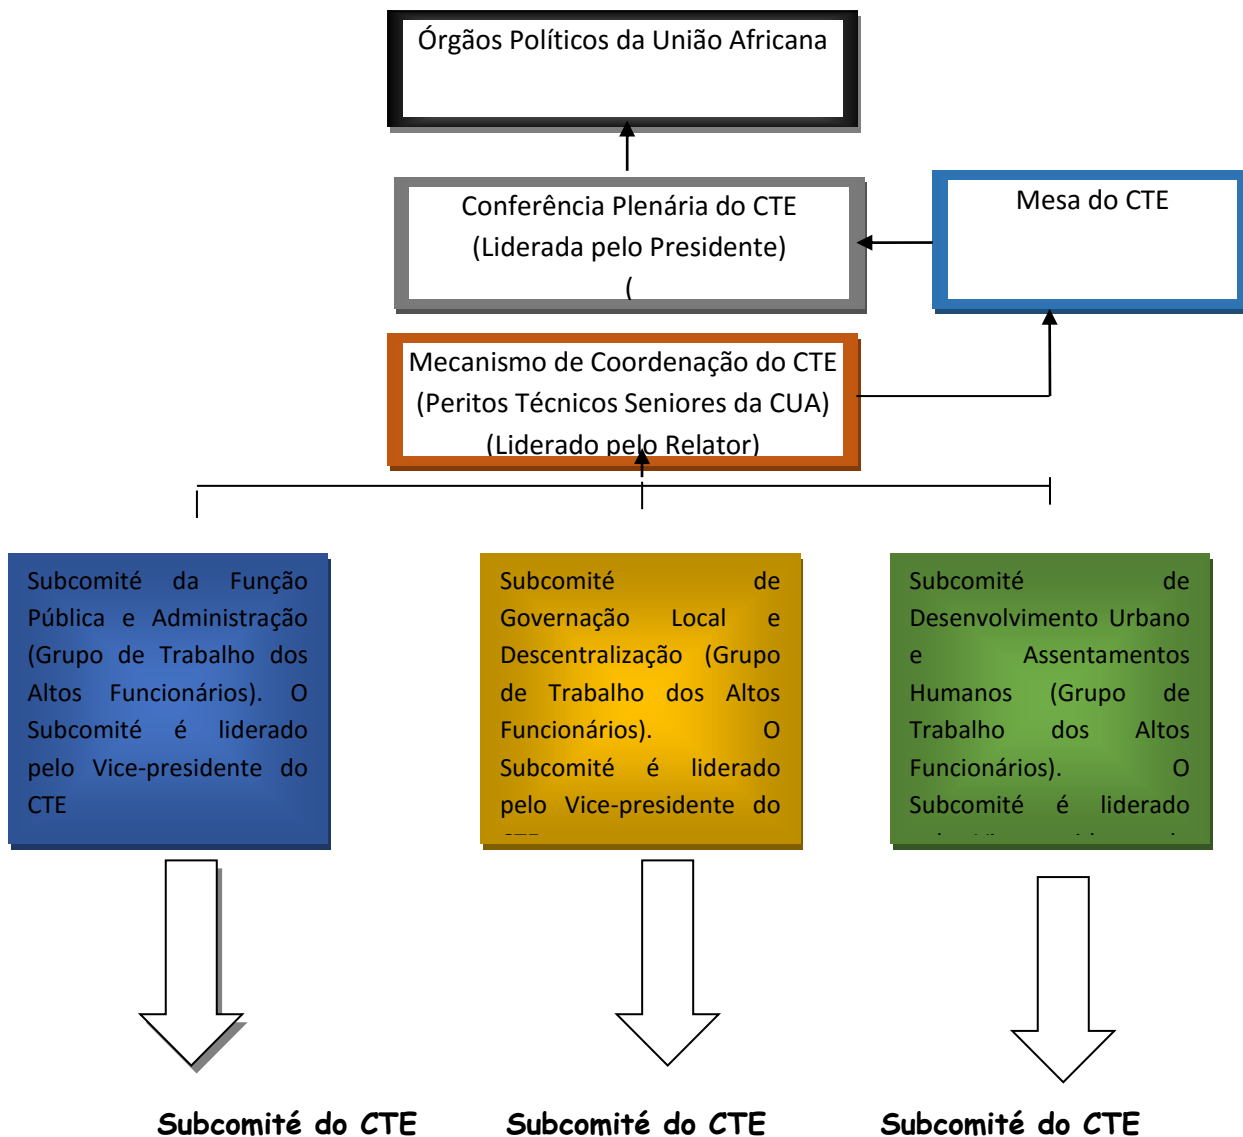 Órgãos Políticos da União Africana
Conferência Plenária do CTE
(Liderada pelo Presidente)
(
Mesa do CTE
Mecanismo de Coordenação do CTE
(Peritos Técnicos Seniores da CUA)
(Liderado pelo Relator)
Subcomité da Função
Pública e Administração
(Grupo de Trabalho dos
Altos Funcionários). O
Subcomité é liderado
pelo Vice-presidente do
CTE
Subcomité de
Governação Local e
Descentralização (Grupo
de Trabalho dos Altos
Funcionários). O
Subcomité é liderado
pelo Vice-presidente do
Subcomité de
Desenvolvimento Urbano
e Assentamentos
Humanos (Grupo de
Trabalho dos Altos
Funcionários). O
Subcomité é liderado
Subcomité do CTE
Subcomité do CTE
Subcomité do CTE